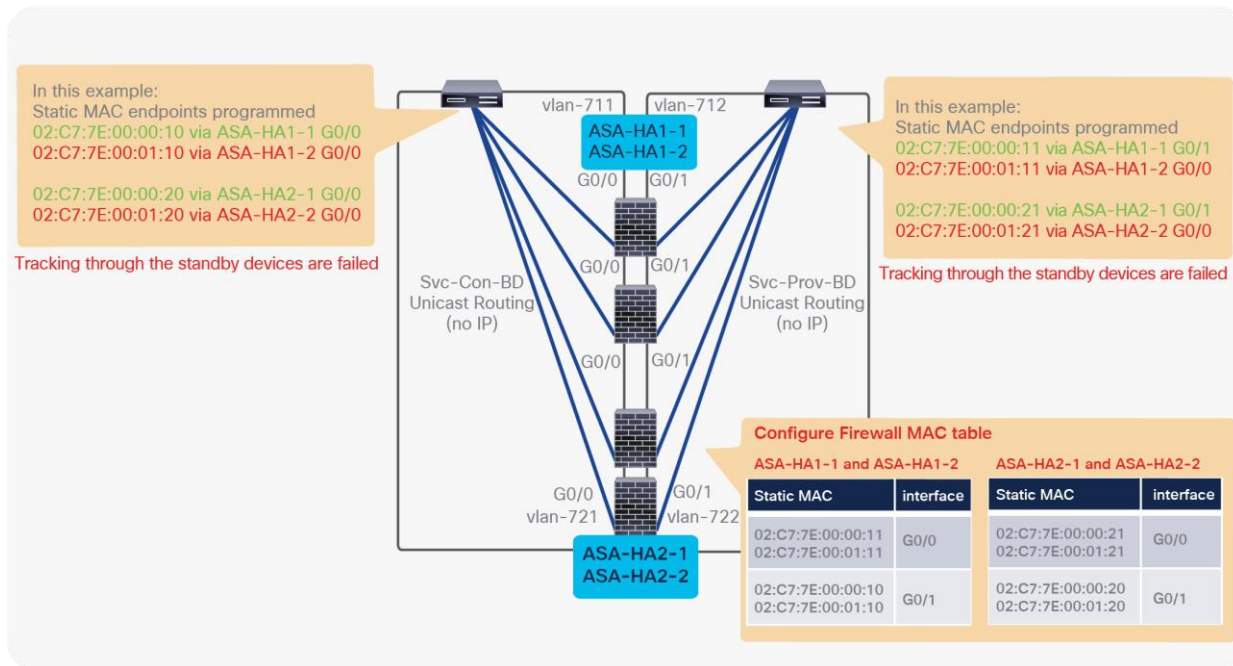 In this example:
Static MAC endpoints programmed
02:C7:7E:00:00:10 via ASA-HA1-1 G0/0
02:C7:7E:00:01:10 via ASA-HA1-2 G0/0
02:C7:7E:00:00:20 via ASA-HA2-1 G0/0
02:C7:7E:00:01:20 via ASA-HA2-2 G0/0
Tracking through the standby devices are failed
vlan-711
vlan-712
ASA-HA1-1
ASA-HA1-2
G0/0
G0/1
G0/0
G0/1
Svc-Con-BD
Unicast Routing
(no IP)
Svc-Prov-BD
Unicast Routing
(no IP)
G0/0
G0/1
G0/0
G0/1
vlan-721
vlan-722
ASA-HA2-1
ASA-HA2-2
In this example:
Static MAC endpoints programmed
02:C7:7E:00:00:11 via ASA-HA1-1 G0/1
02:C7:7E:00:01:11 via ASA-HA1-2 G0/0
02:C7:7E:00:00:21 via ASA-HA2-1 G0/1
02:C7:7E:00:01:21 via ASA-HA2-2 G0/0
Tracking through the standby devices are failed
Configure Firewall MAC table
ASA-HA1-1 and ASA-HA1-2
Static MAC interface
02:C7:7E:00:00:11
02:C7:7E:00:01:11
G0/0
02:C7:7E:00:00:10
02:C7:7E:00:01:10
G0/1
ASA-HA2-1 and ASA-HA2-2
Static MAC interface
02:C7:7E:00:00:21
02:C7:7E:00:01:21
G0/0
02:C7:7E:00:00:20
02:C7:7E:00:01:20
G0/1